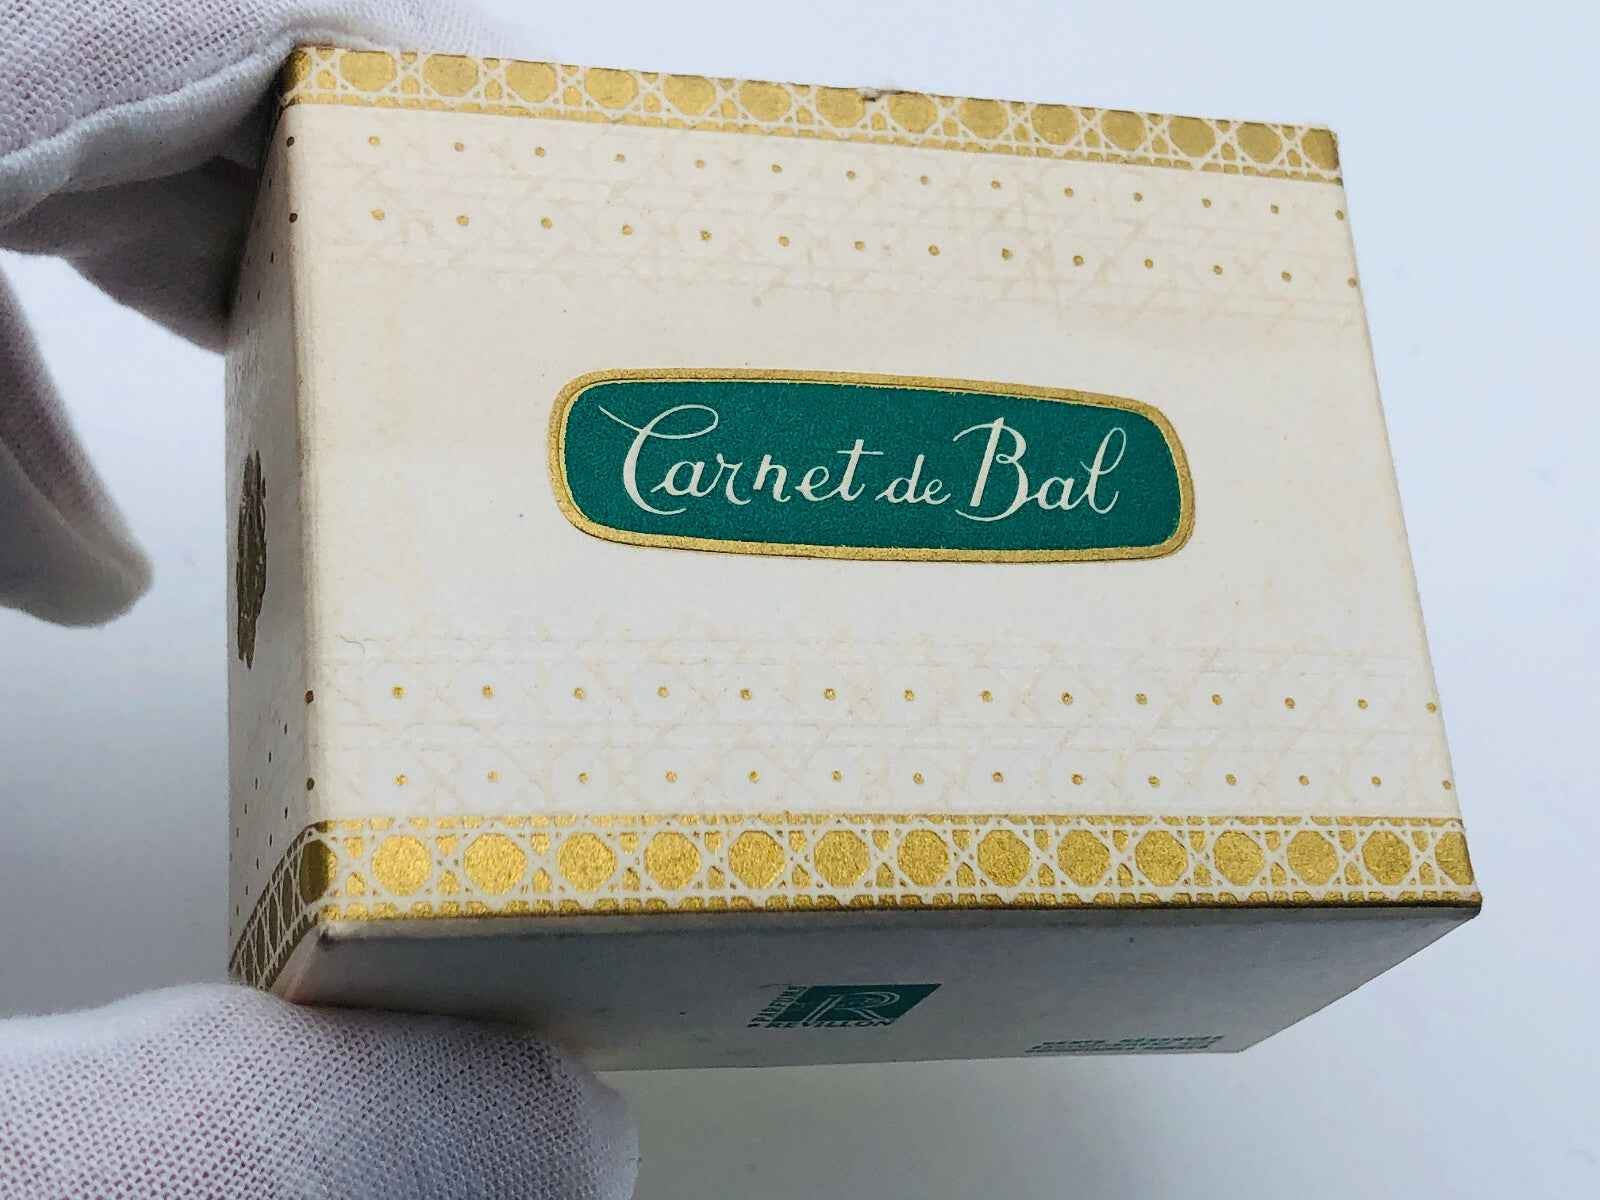 Carnet de Bal
PARFUMS
R
REVILLON